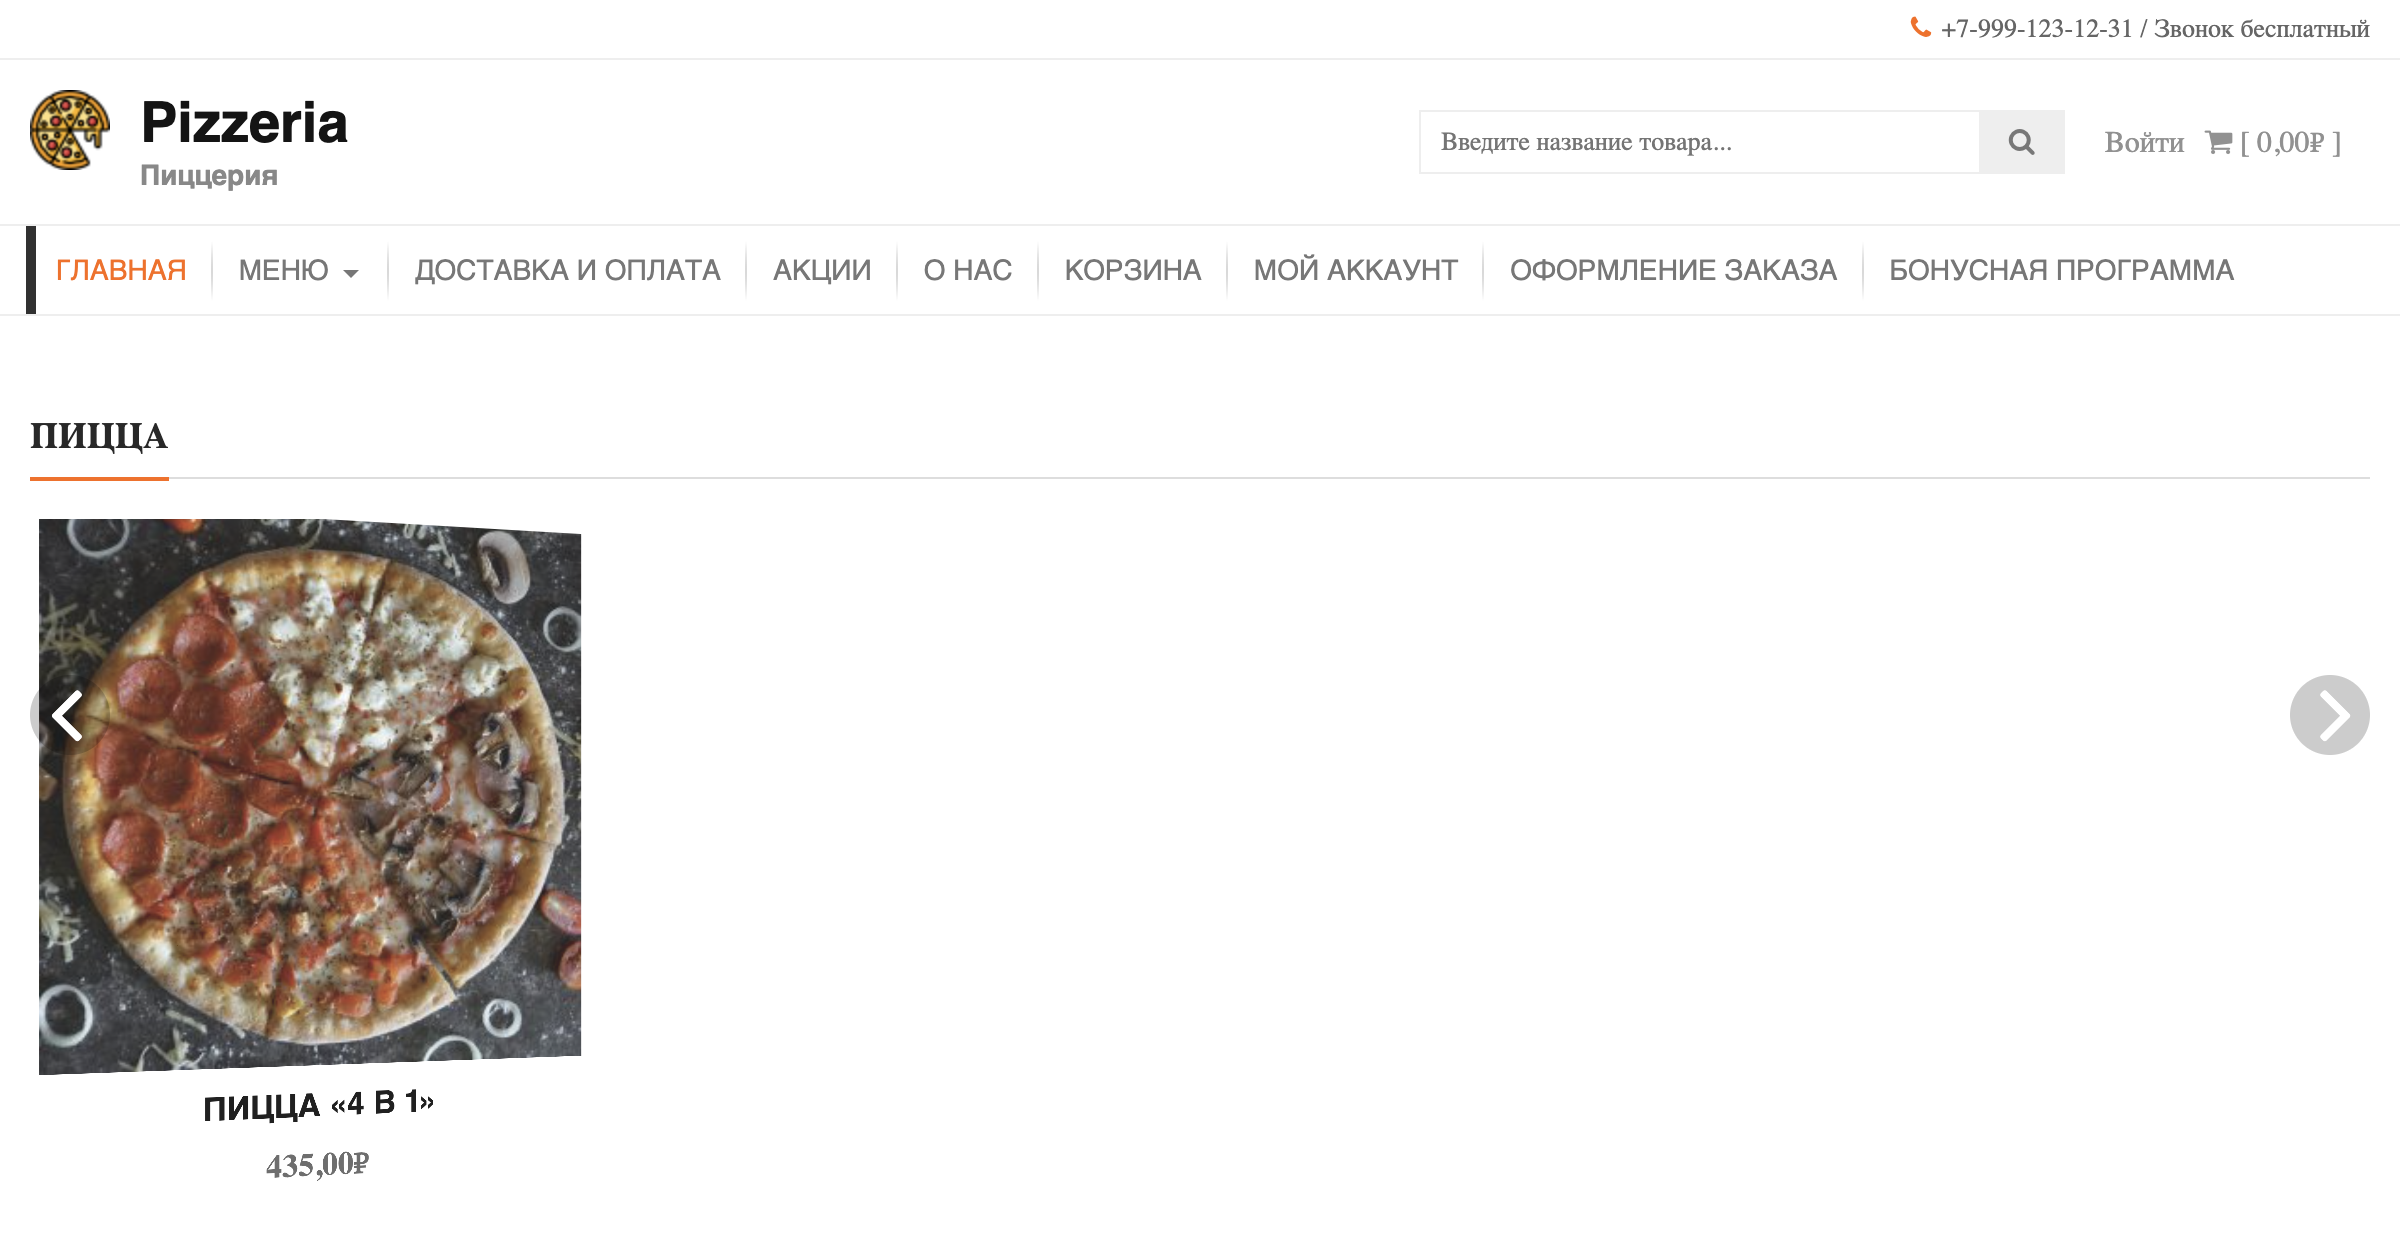 +7-999-123-12-31 / Звонок бесплатный
Pizzeria
Пиццерия
Введите название товара...
Войти [ 0,00₽ ]
ГЛАВНАЯ МЕНЮ ДОСТАВКА И ОПЛАТА АКЦИИ О НАС КОРЗИНА МОЙ АККАУНТ ОФОРМЛЕНИЕ ЗАКАЗА БОНУСНАЯ ПРОГРАММА
ПИЦЦА
ПИЦЦА «4 В 1»
435,00₽